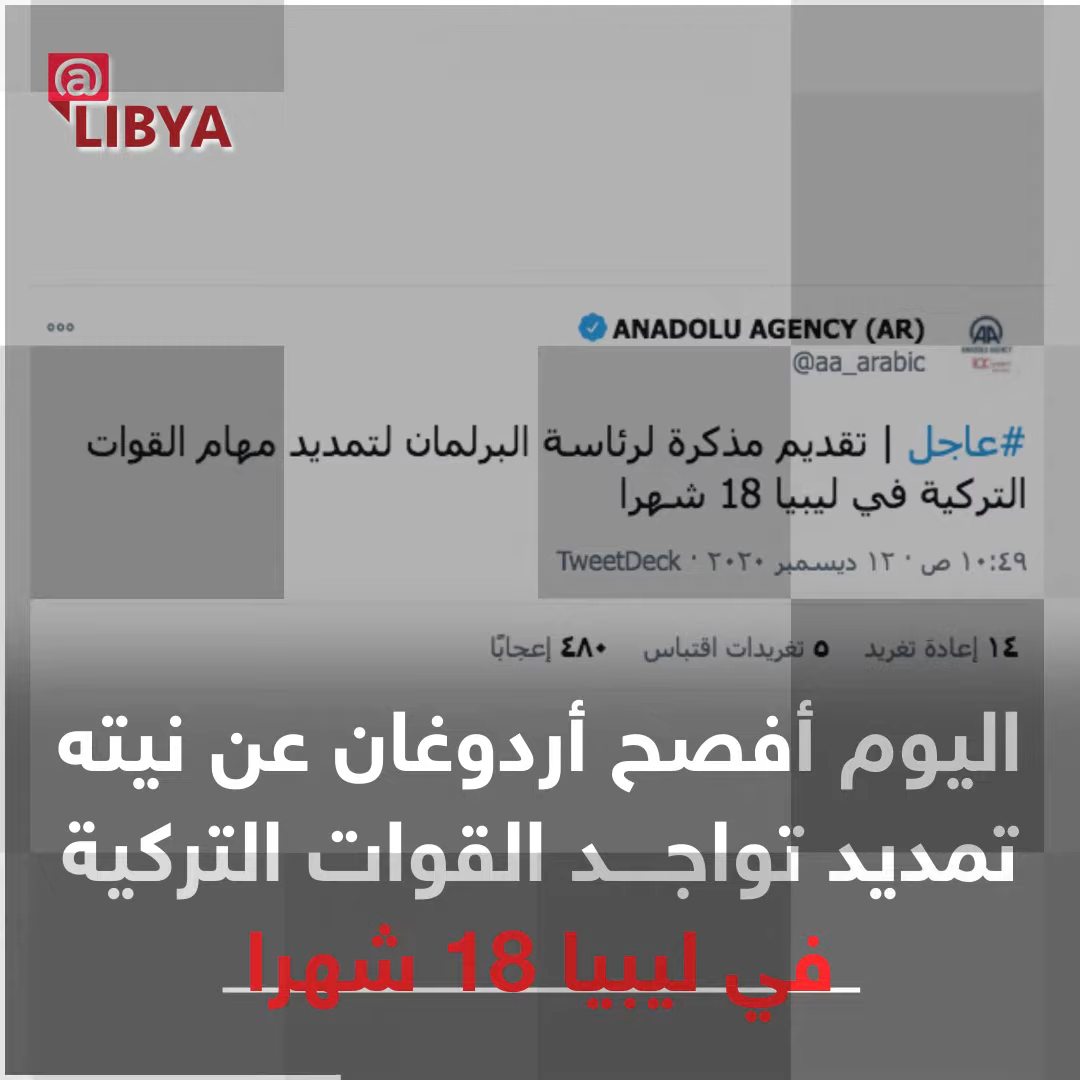 @
LIBYA
ANADOLU AGENCY (AR)
@aa_arabic
#عاجل | تقديم مذكرة لرئاسة البرلمان لتمديد مهام القوات
التركية في ليبيا 18 شهرا
١٠:٤٩ ص · ١٢ ديسمبر ٢٠٢٠ · TweetDeck
١٤ إعادة تغريد ٥ تغريدات اقتباس ٤٨٠ إعجابًا
اليوم أفصح أردوغان عن نيته
تمديد تواجـــد القوات التركية
في ليبيا 18 شهرا